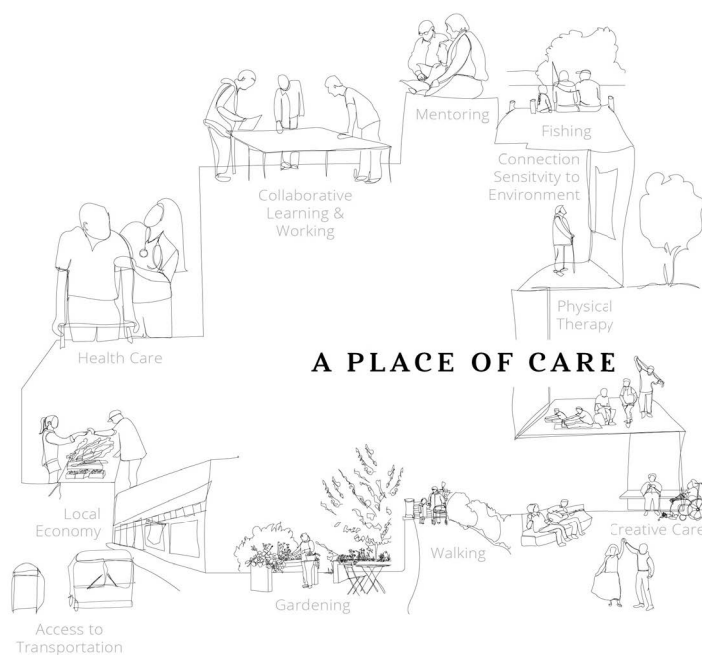 Mentoring
Fishing
Collaborative
Learning &
Working
Connection
Sensitvity to
Environment
Physical
Therapy
Health Care
A PLACE OF CARE
Local
Economy
Creative Care
Walking
Gardening
Access to
Transportation